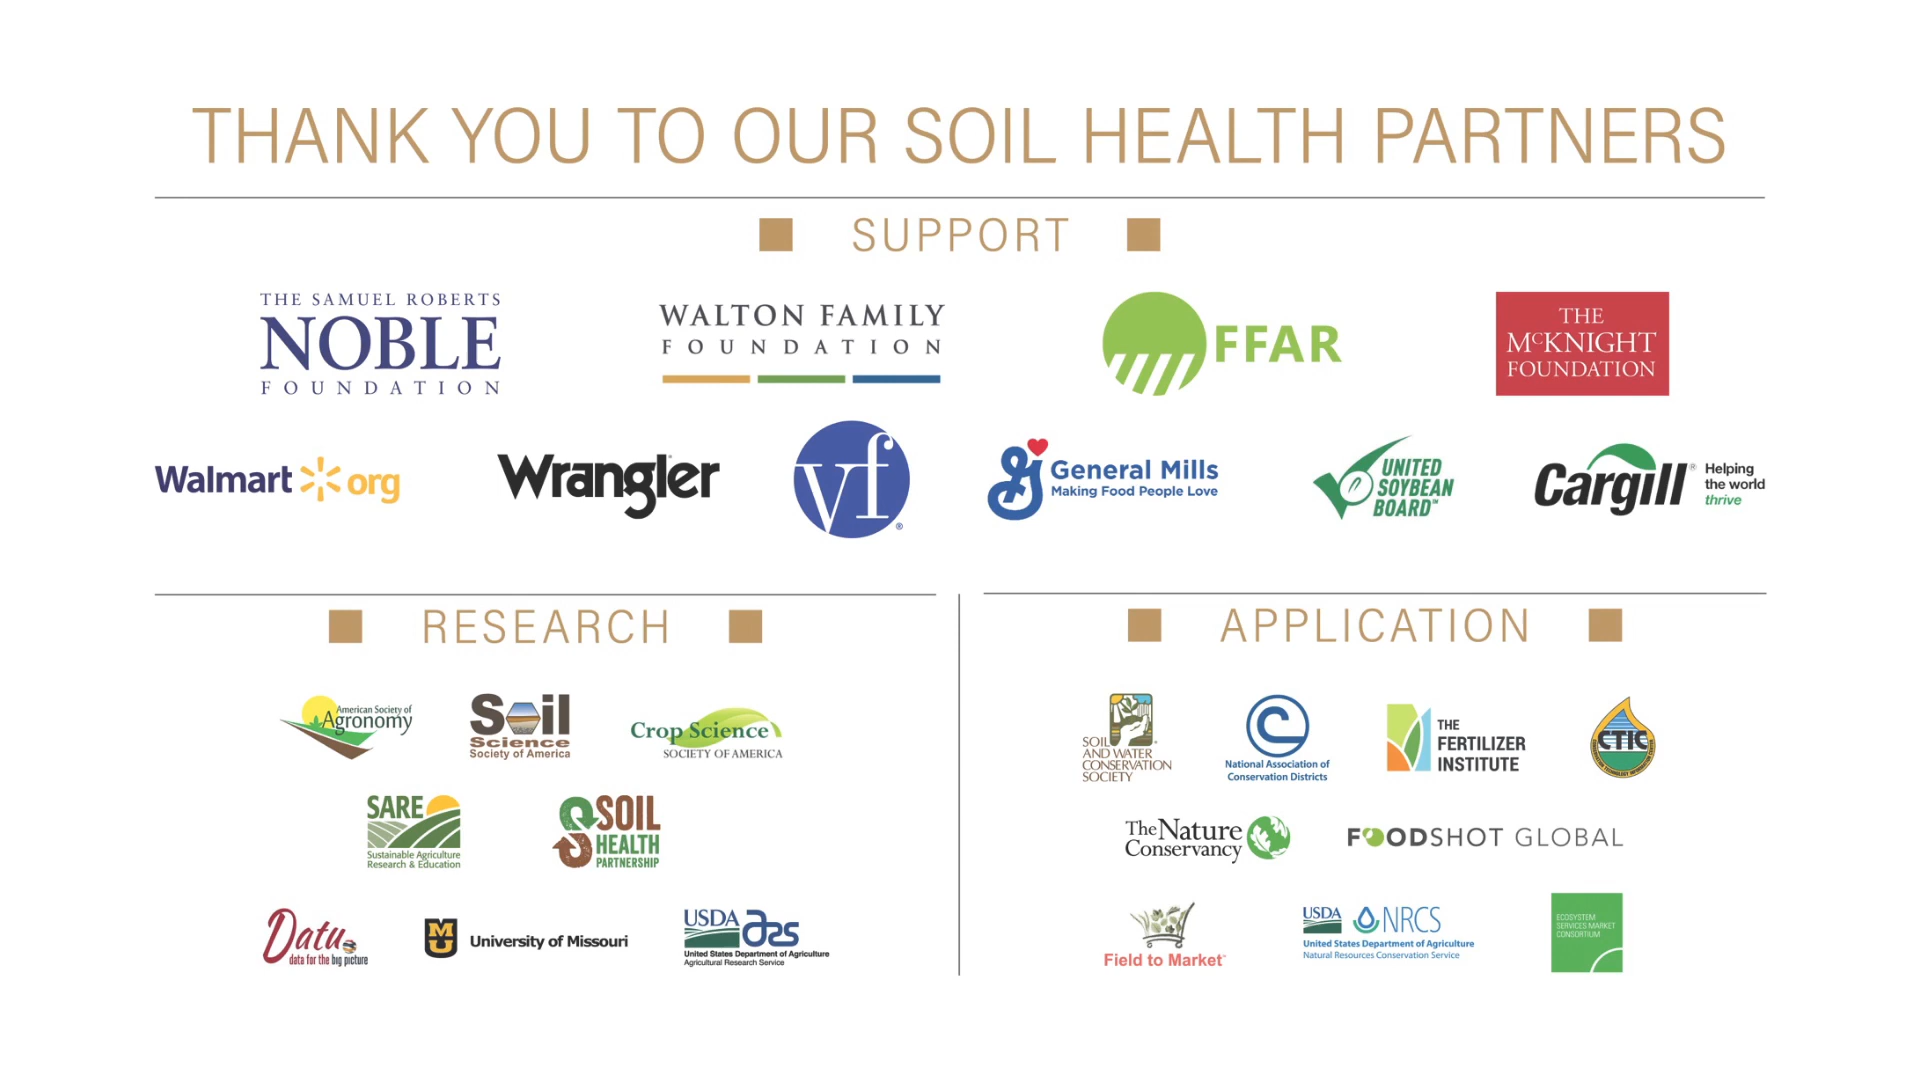 THANK YOU TO OUR SOIL HEALTH PARTNERS
SUPPORT
THE SAMUEL ROBERTS
NOBLE
FOUNDATION
WALTON FAMILY
FOUNDATION
FFAR
THE
McKNIGHT
FOUNDATION
Walmart org
Wrangler
vf®
General Mills
Making Food People Love
UNITED
SOYBEAN
BOARD™
Cargill®
Helping
the world
thrive
RESEARCH
American Society of
Agronomy
Soil
Science
Society of America
Crop Science
SOCIETY OF AMERICA
SARE
Sustainable Agriculture
Research & Education
SOIL
HEALTH
PARTNERSHIP
Datu
data for the big picture
MU
University of Missouri
USDA ars
United States Department of Agriculture
Agricultural Research Service
APPLICATION
SOIL
AND WATER
CONSERVATION
SOCIETY
C
National Association of
Conservation Districts
THE
FERTILIZER
INSTITUTE
CTIC
The Nature
Conservancy
FOODSHOT GLOBAL
Field to Market
USDA NRCS
United States Department of Agriculture
Natural Resources Conservation Service
ECOSYSTEM
SERVICES MARKET
CONSORTIUM